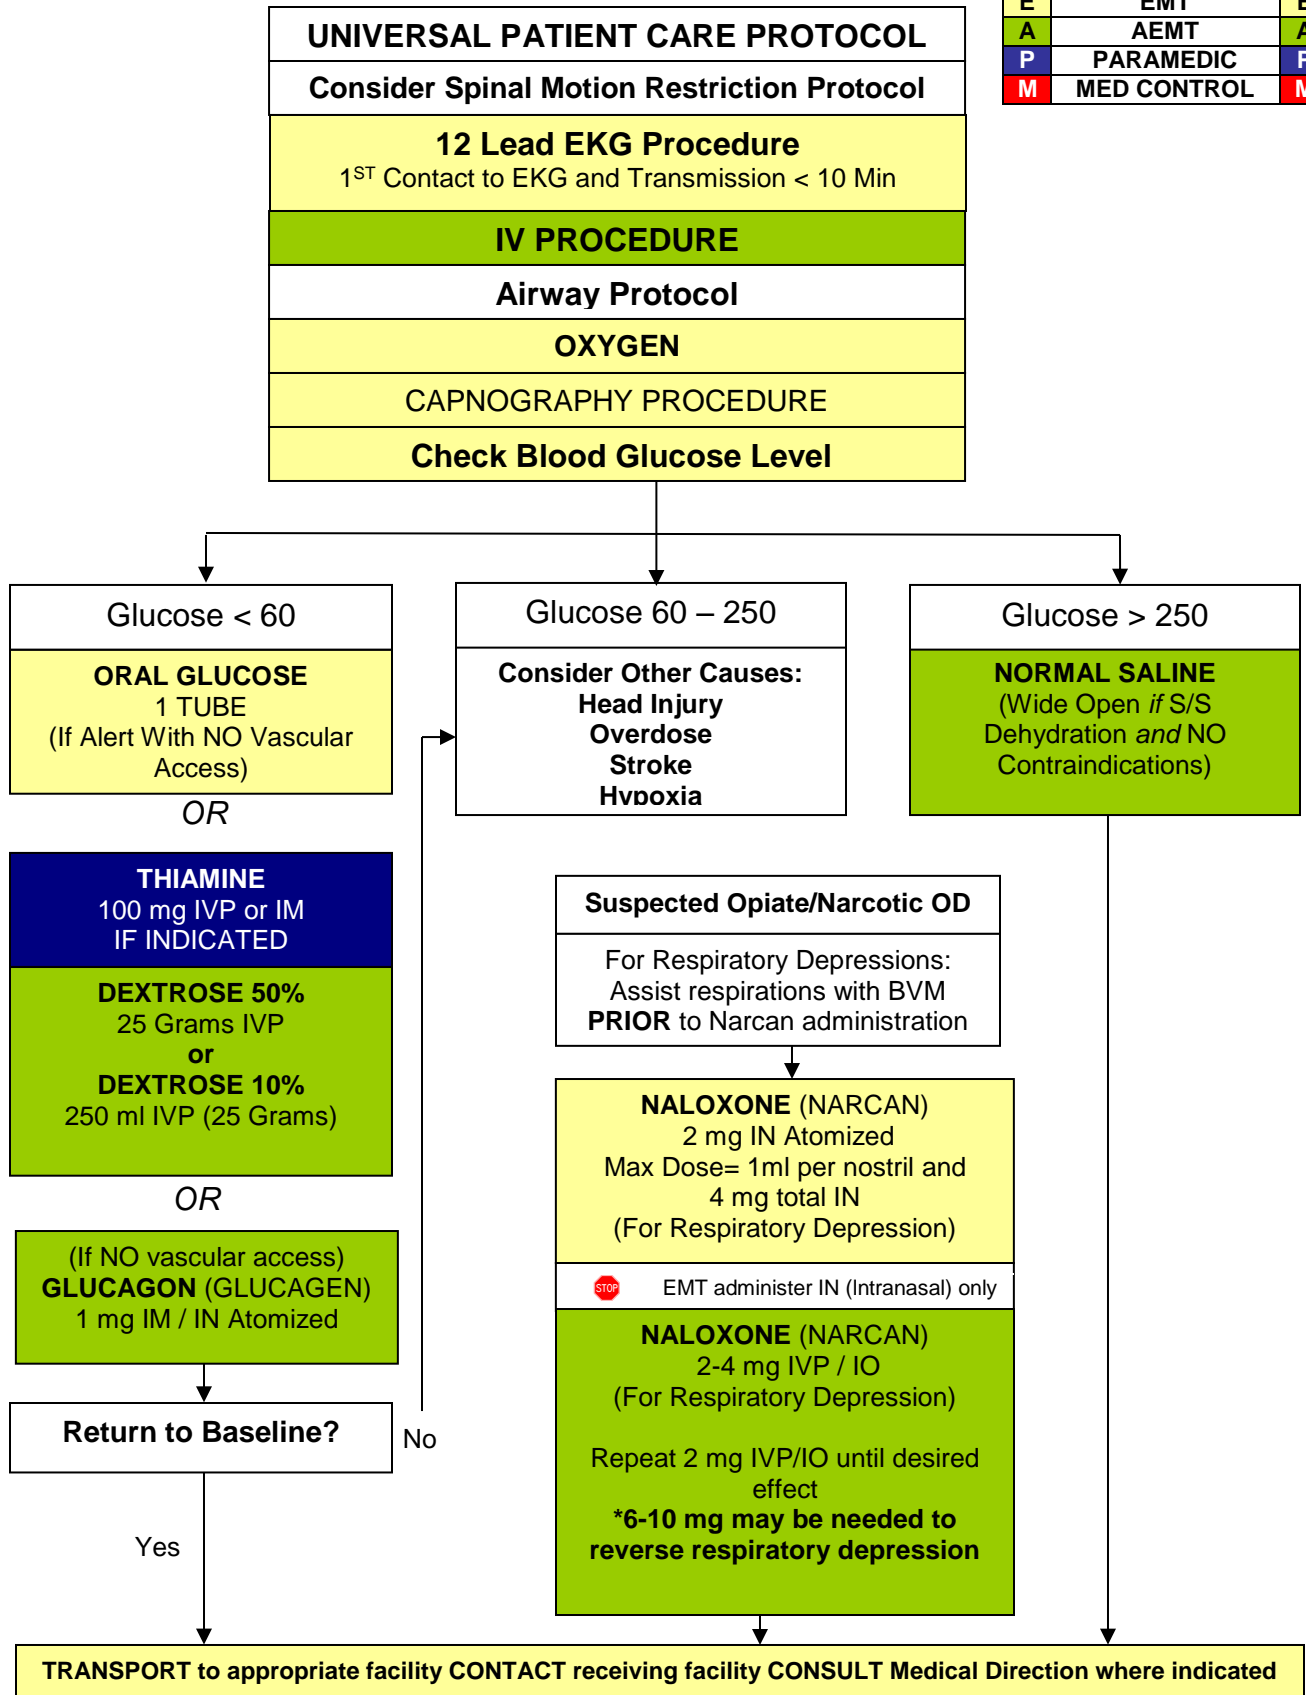 E EMT E
A AEMT A
P PARAMEDIC P
M MED CONTROL M
UNIVERSAL PATIENT CARE PROTOCOL
Consider Spinal Motion Restriction Protocol
12 Lead EKG Procedure
1ST Contact to EKG and Transmission < 10 Min
IV PROCEDURE
Airway Protocol
OXYGEN
CAPNOGRAPHY PROCEDURE
Check Blood Glucose Level
Glucose < 60
ORAL GLUCOSE
1 TUBE
(If Alert With NO Vascular
Access)
OR
THIAMINE
100 mg IVP or IM
IF INDICATED
DEXTROSE 50%
25 Grams IVP
or
DEXTROSE 10%
250 ml IVP (25 Grams)
OR
(If NO vascular access)
GLUCAGON (GLUCAGEN)
1 mg IM / IN Atomized
Return to Baseline?
No
Yes
Glucose 60 – 250
Consider Other Causes:
Head Injury
Overdose
Stroke
Hypoxia
Glucose > 250
NORMAL SALINE
(Wide Open if S/S
Dehydration and NO
Contraindications)
Suspected Opiate/Narcotic OD
For Respiratory Depressions:
Assist respirations with BVM
PRIOR to Narcan administration
NALOXONE (NARCAN)
2 mg IN Atomized
Max Dose= 1ml per nostril and
4 mg total IN
(For Respiratory Depression)
STOP EMT administer IN (Intranasal) only
NALOXONE (NARCAN)
2-4 mg IVP / IO
(For Respiratory Depression)
Repeat 2 mg IVP/IO until desired
effect
*6-10 mg may be needed to
reverse respiratory depression
TRANSPORT to appropriate facility CONTACT receiving facility CONSULT Medical Direction where indicated